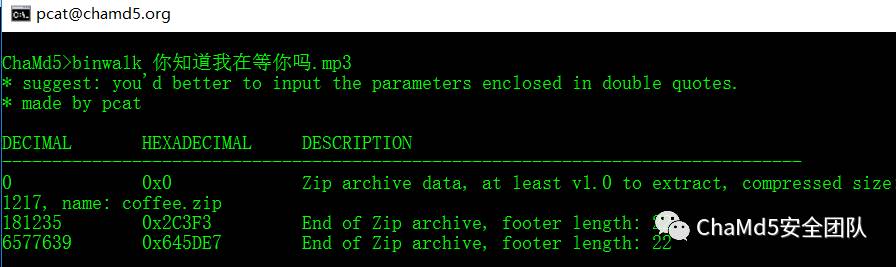 pcat@chamd5.org
ChaMd5>binwalk 你知道我在等你吗.mp3
* suggest: you'd better to input the parameters enclosed in double quotes.
* made by pcat
DECIMAL HEXADECIMAL DESCRIPTION
--------------------------------------------------------------------------------
0 0x0 Zip archive data, at least v1.0 to extract, compressed size
1217, name: coffee.zip
181235 0x2C3F3 End of Zip archive, footer length:
6577639 0x645DE7 End of Zip archive, footer length: 22
ChaMd5安全团队